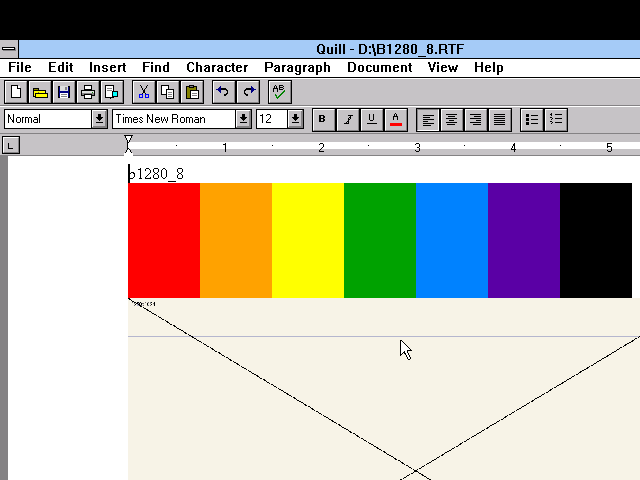 Quill - D:\B1280_8.RTF
File Edit Insert Find Character Paragraph Document View Help
ABC
Normal Times New Roman 12 B I U A
L 1 2 3 4 5
b1280_8